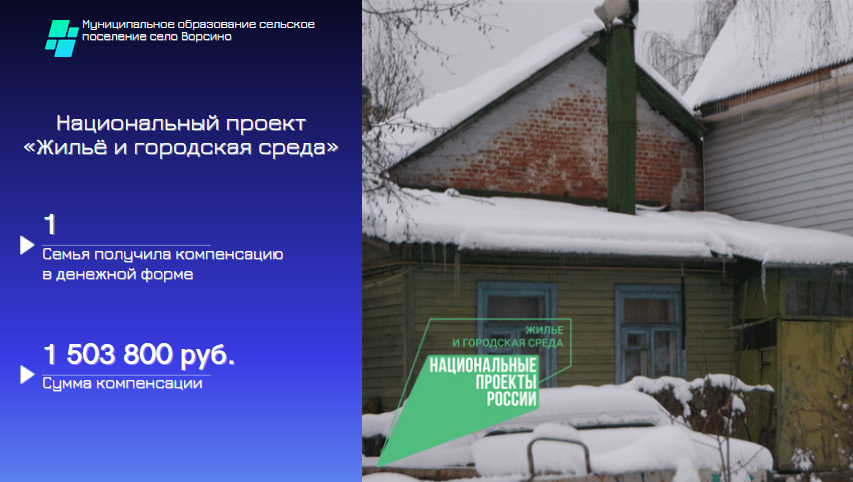 Муниципальное образование сельское
поселение село Ворсино
Национальный проект
«Жильё и городская среда»
1
Семья получила компенсацию
в денежной форме
1 503 800 руб.
Сумма компенсации
ЖИЛЬЕ
И ГОРОДСКАЯ СРЕДА
НАЦИОНАЛЬНЫЕ
ПРОЕКТЫ
РОССИИ